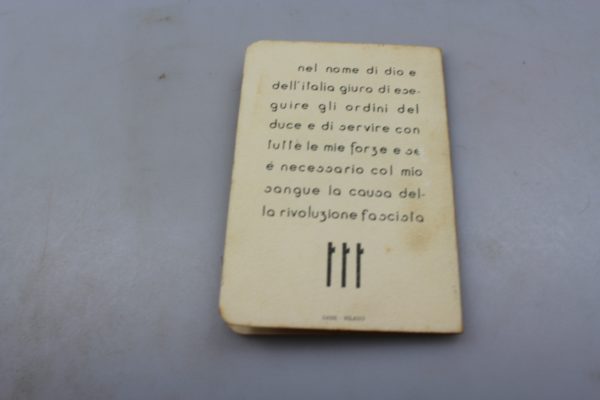 nel nome di dio e
dell'italia giuro di ese-
guire gli ordini del
duce e di servire con
tutte le mie forze e se
é necessario col mio
sangue la causa del-
la rivoluzione fascista
MILANO